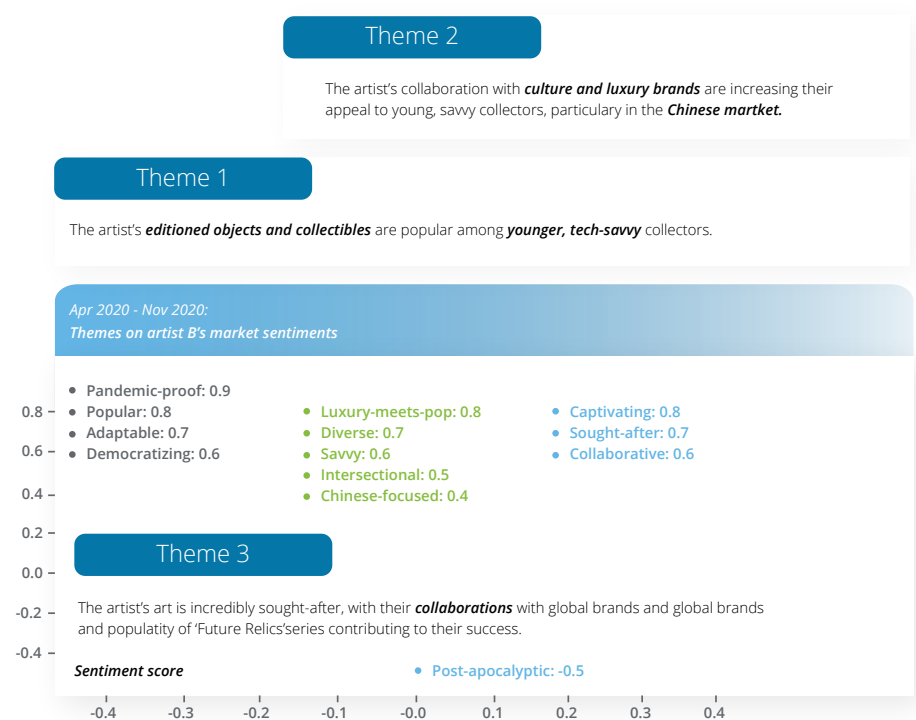 Theme 2
The artist's collaboration with culture and luxury brands are increasing their
appeal to young, savvy collectors, particulary in the Chinese martket.
Theme 1
The artist's editioned objects and collectibles are popular among younger, tech-savvy collectors.
Apr 2020 - Nov 2020:
Themes on artist B's market sentiments
• Pandemic-proof: 0.9
0.8 • Popular: 0.8 • Luxury-meets-pop: 0.8 • Captivating: 0.8
• Adaptable: 0.7 • Diverse: 0.7 • Sought-after: 0.7
0.6 • Democratizing: 0.6 • Savvy: 0.6 • Collaborative: 0.6
• Intersectional: 0.5
0.4 • Chinese-focused: 0.4
0.2
Theme 3
0.0
The artist's art is incredibly sought-after, with their collaborations with global brands and global brands
-0.2
and populatity of ‘Future Relics’series contributing to their success.
-0.4
Sentiment score • Post-apocalyptic: -0.5
-0.4 -0.3 -0.2 -0.1 -0.0 0.1 0.2 0.3 0.4